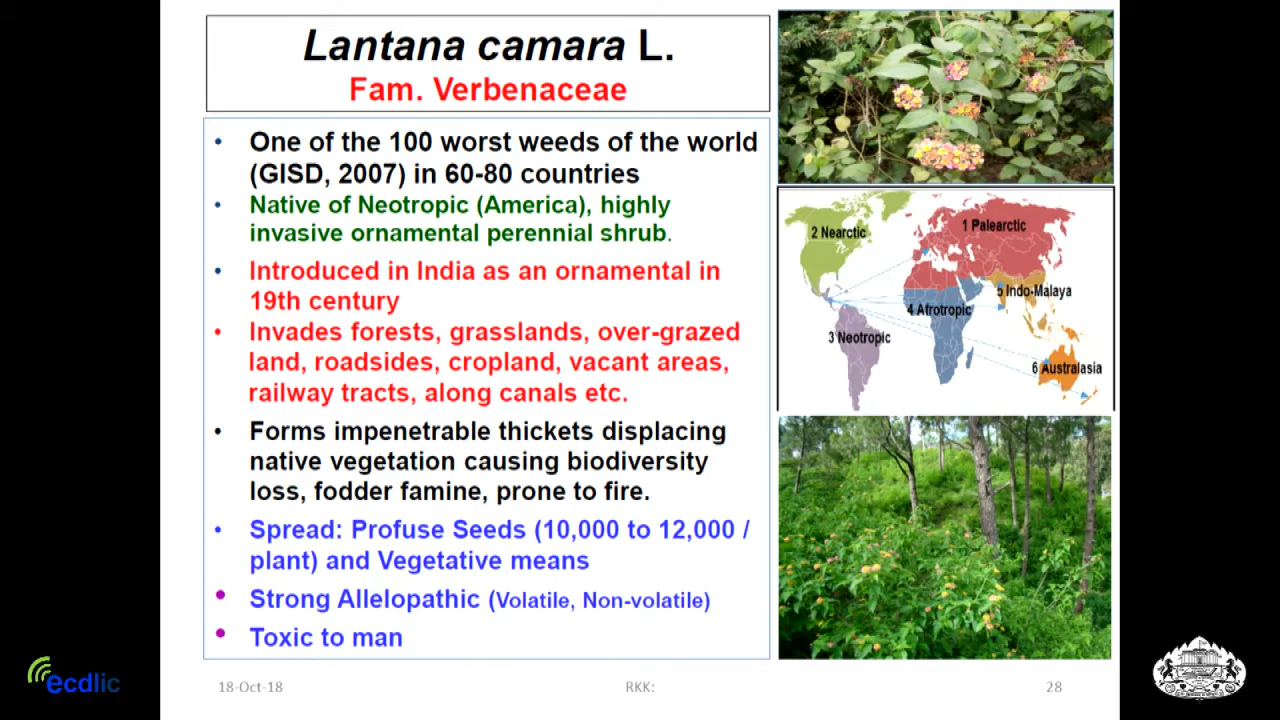 Lantana camara L.
Fam. Verbenaceae
• One of the 100 worst weeds of the world
(GISD, 2007) in 60-80 countries
• Native of Neotropic (America), highly
invasive ornamental perennial shrub.
• Introduced in India as an ornamental in
19th century
• Invades forests, grasslands, over-grazed
land, roadsides, cropland, vacant areas,
railway tracts, along canals etc.
• Forms impenetrable thickets displacing
native vegetation causing biodiversity
loss, fodder famine, prone to fire.
• Spread: Profuse Seeds (10,000 to 12,000 /
plant) and Vegetative means
• Strong Allelopathic (Volatile, Non-volatile)
• Toxic to man
2 Nearctic
1 Palearctic
5 Indo-Malaya
4 Afrotropic
3 Neotropic
6 Australasia
ecdlic
18-Oct-18
RKK:
28